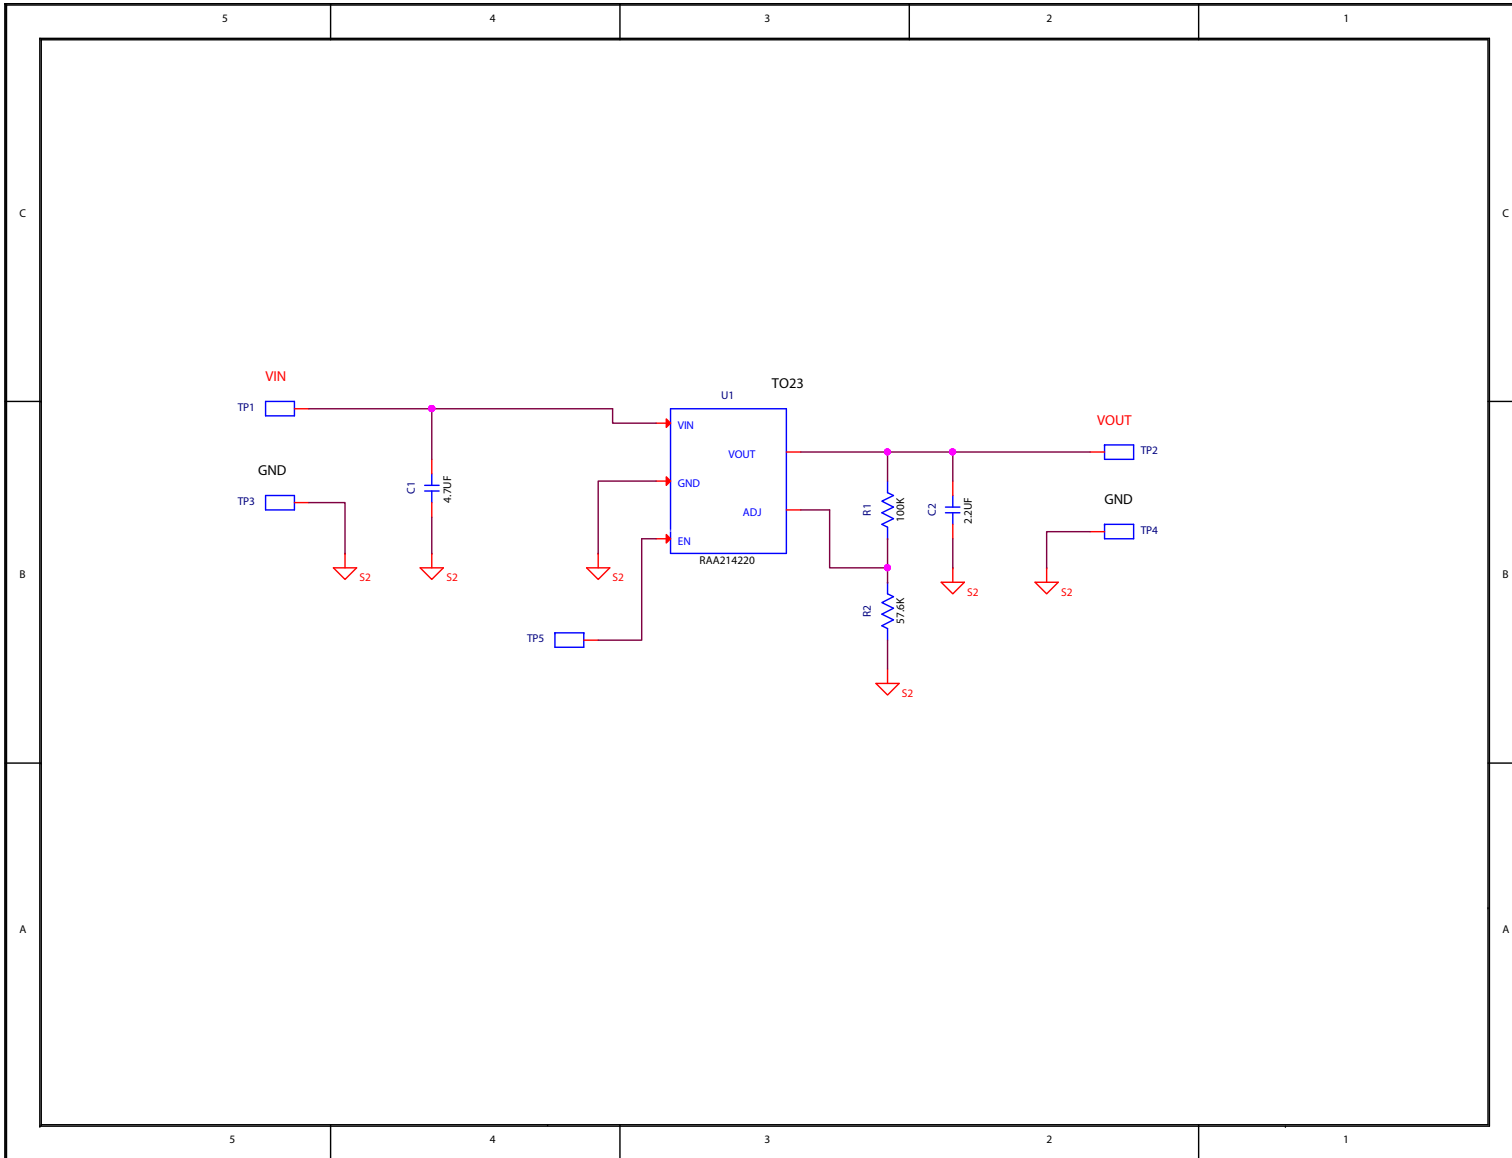 5 4 3 2 1
C C
VIN
TP1
GND
TP3
S2
C1
4.7UF
S2
TO23
U1
VIN
VOUT
GND
ADJ
EN
RAA214220
S2
TP5
R1
100K
C2
2.2UF
VOUT
TP2
GND
TP4
S2
S2
R2
57.6K
S2
B B
A A
5 4 3 2 1